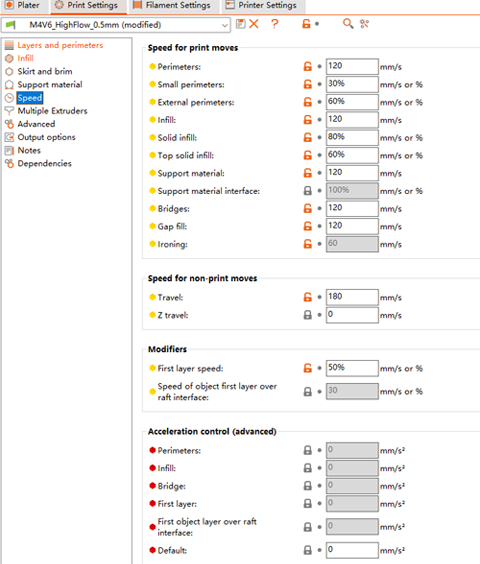 Plater Print Settings Filament Settings Printer Settings
M4V6_HighFlow_0.5mm (modified)
?
Layers and perimeters
Infill
Skirt and brim
Support material
Speed
Multiple Extruders
Advanced
Output options
Notes
Dependencies
Speed for print moves
Perimeters: 120 mm/s
Small perimeters: 30% mm/s or %
External perimeters: 60% mm/s or %
Infill: 120 mm/s
Solid infill: 80% mm/s or %
Top solid infill: 60% mm/s or %
Support material: 120 mm/s
Support material interface: 100% mm/s or %
Bridges: 120 mm/s
Gap fill: 120 mm/s
Ironing: 60 mm/s
Speed for non-print moves
Travel: 180 mm/s
Z travel: 0 mm/s
Modifiers
First layer speed: 50% mm/s or %
Speed of object first layer over
raft interface: 30 mm/s or %
Acceleration control (advanced)
Perimeters: 0 mm/s²
Infill: 0 mm/s²
Bridge: 0 mm/s²
First layer: 0 mm/s²
First object layer over raft
interface: 0 mm/s²
Default: 0 mm/s²